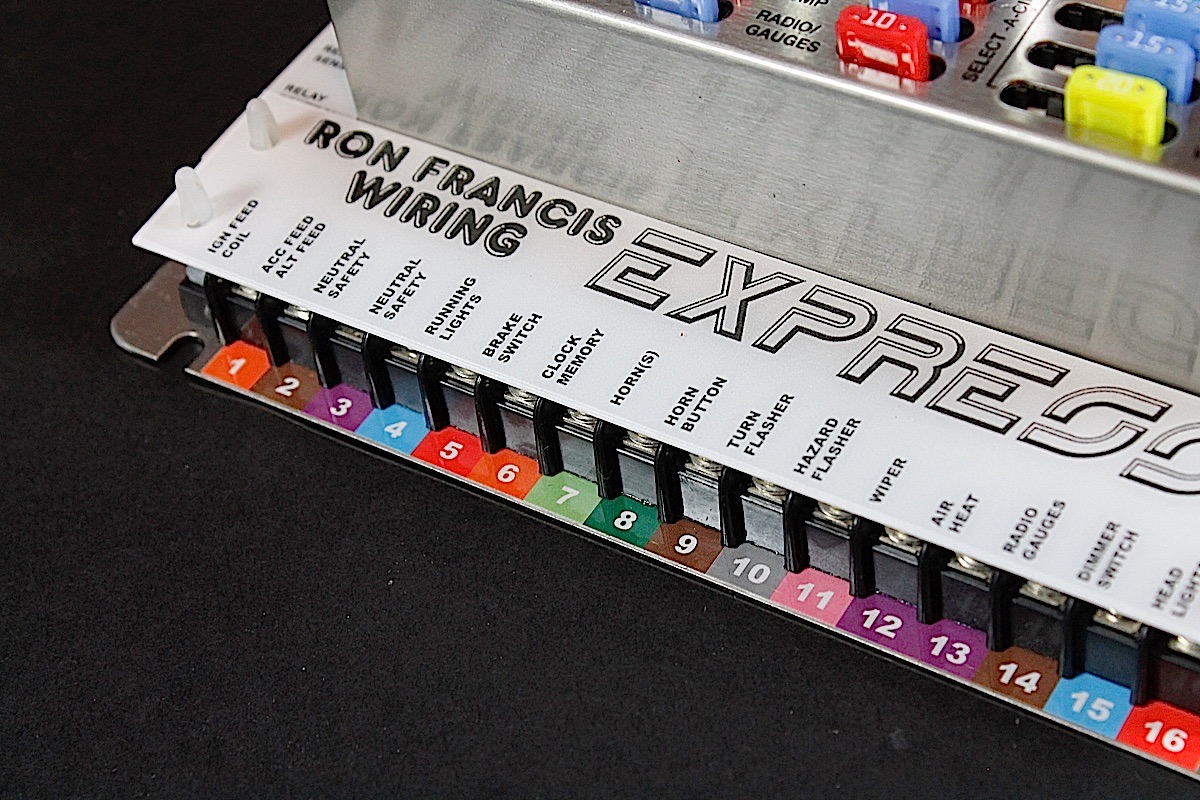 RADIO/
GAUGES
10
SELECT-A-CI
15
15
20
RELAY
RON FRANCIS
WIRING
EXPRESS
IGN FEED
COIL
ACC FEED
ALT FEED
NEUTRAL
SAFETY
NEUTRAL
SAFETY
RUNNING
LIGHTS
BRAKE
SWITCH
CLOCK
MEMORY
HORN(S)
HORN
BUTTON
TURN
FLASHER
HAZARD
FLASHER
WIPER
AIR
HEAT
RADIO
GAUGES
DIMMER
SWITCH
HEAD
LIGHT
1
2
3
4
5
6
7
8
9
10
11
12
13
14
15
16